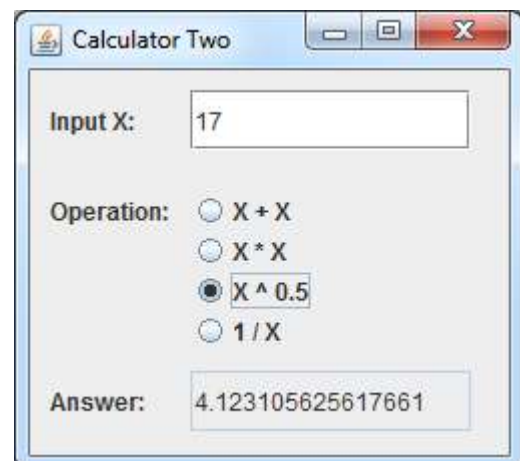 Calculator Two
Input X: 17
Operation: X + X
X * X
X ^ 0.5
1 / X
Answer: 4.123105625617661